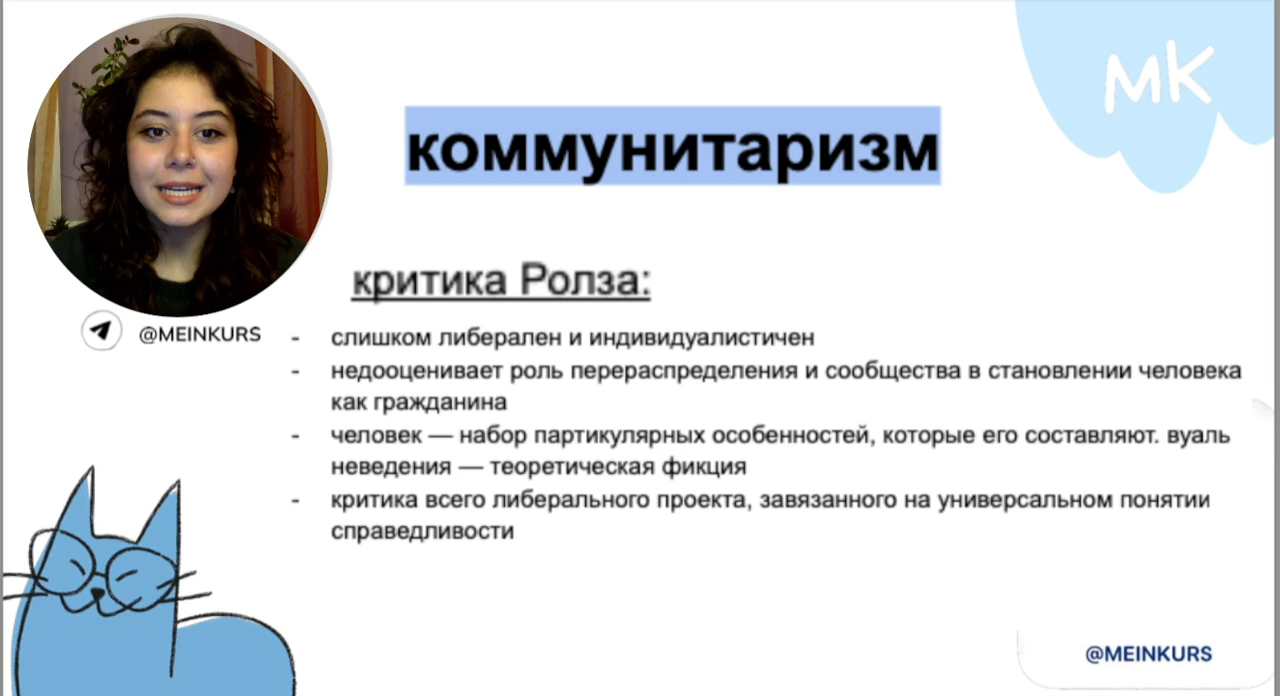 MK
коммунитаризм
критика Ролза:
@MEINKURS
- слишком либерален и индивидуалистичен
- недооценивает роль перераспределения и сообщества в становлении человека
как гражданина
- человек — набор партикулярных особенностей, которые его составляют. вуаль
неведения — теоретическая фикция
- критика всего либерального проекта, завязанного на универсальном понятии
справедливости
@MEINKURS